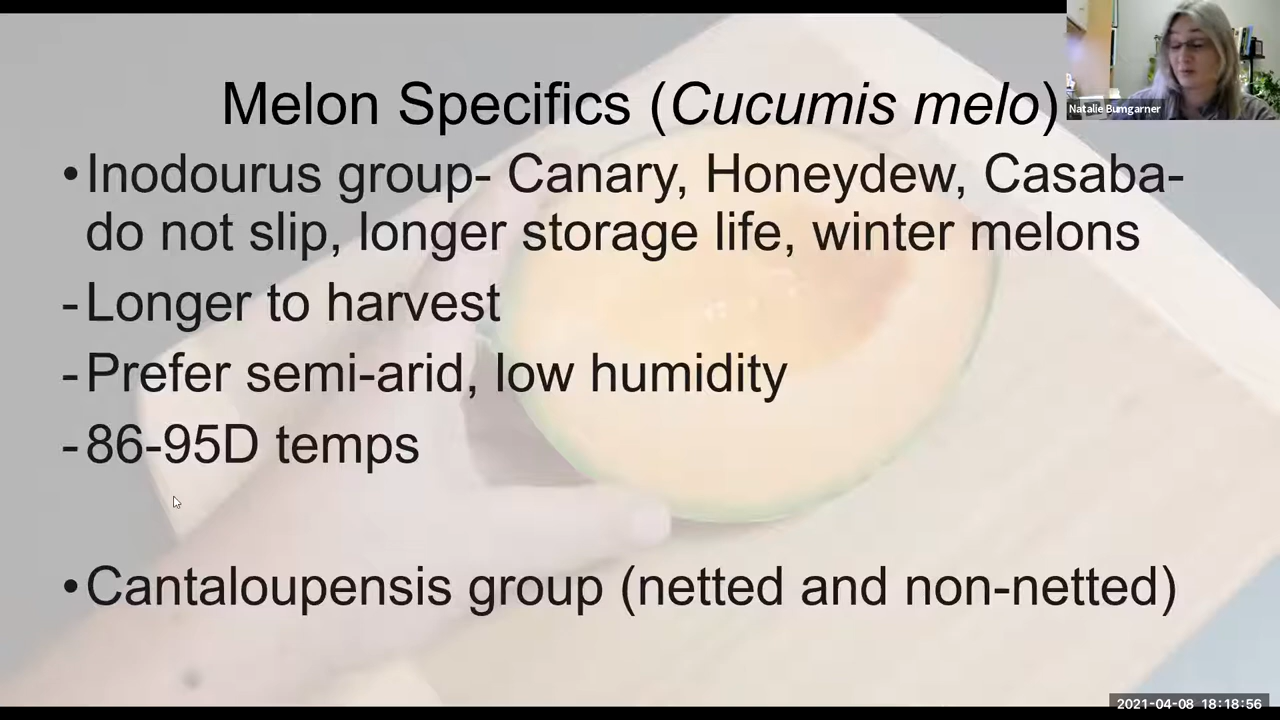 Melon Specifics (Cucumis melo)
Natalie Bumgarner
•Inodourus group- Canary, Honeydew, Casaba-
do not slip, longer storage life, winter melons
-Longer to harvest
-Prefer semi-arid, low humidity
-86-95D temps
•Cantaloupensis group (netted and non-netted)
2021-04-08 18:18:56